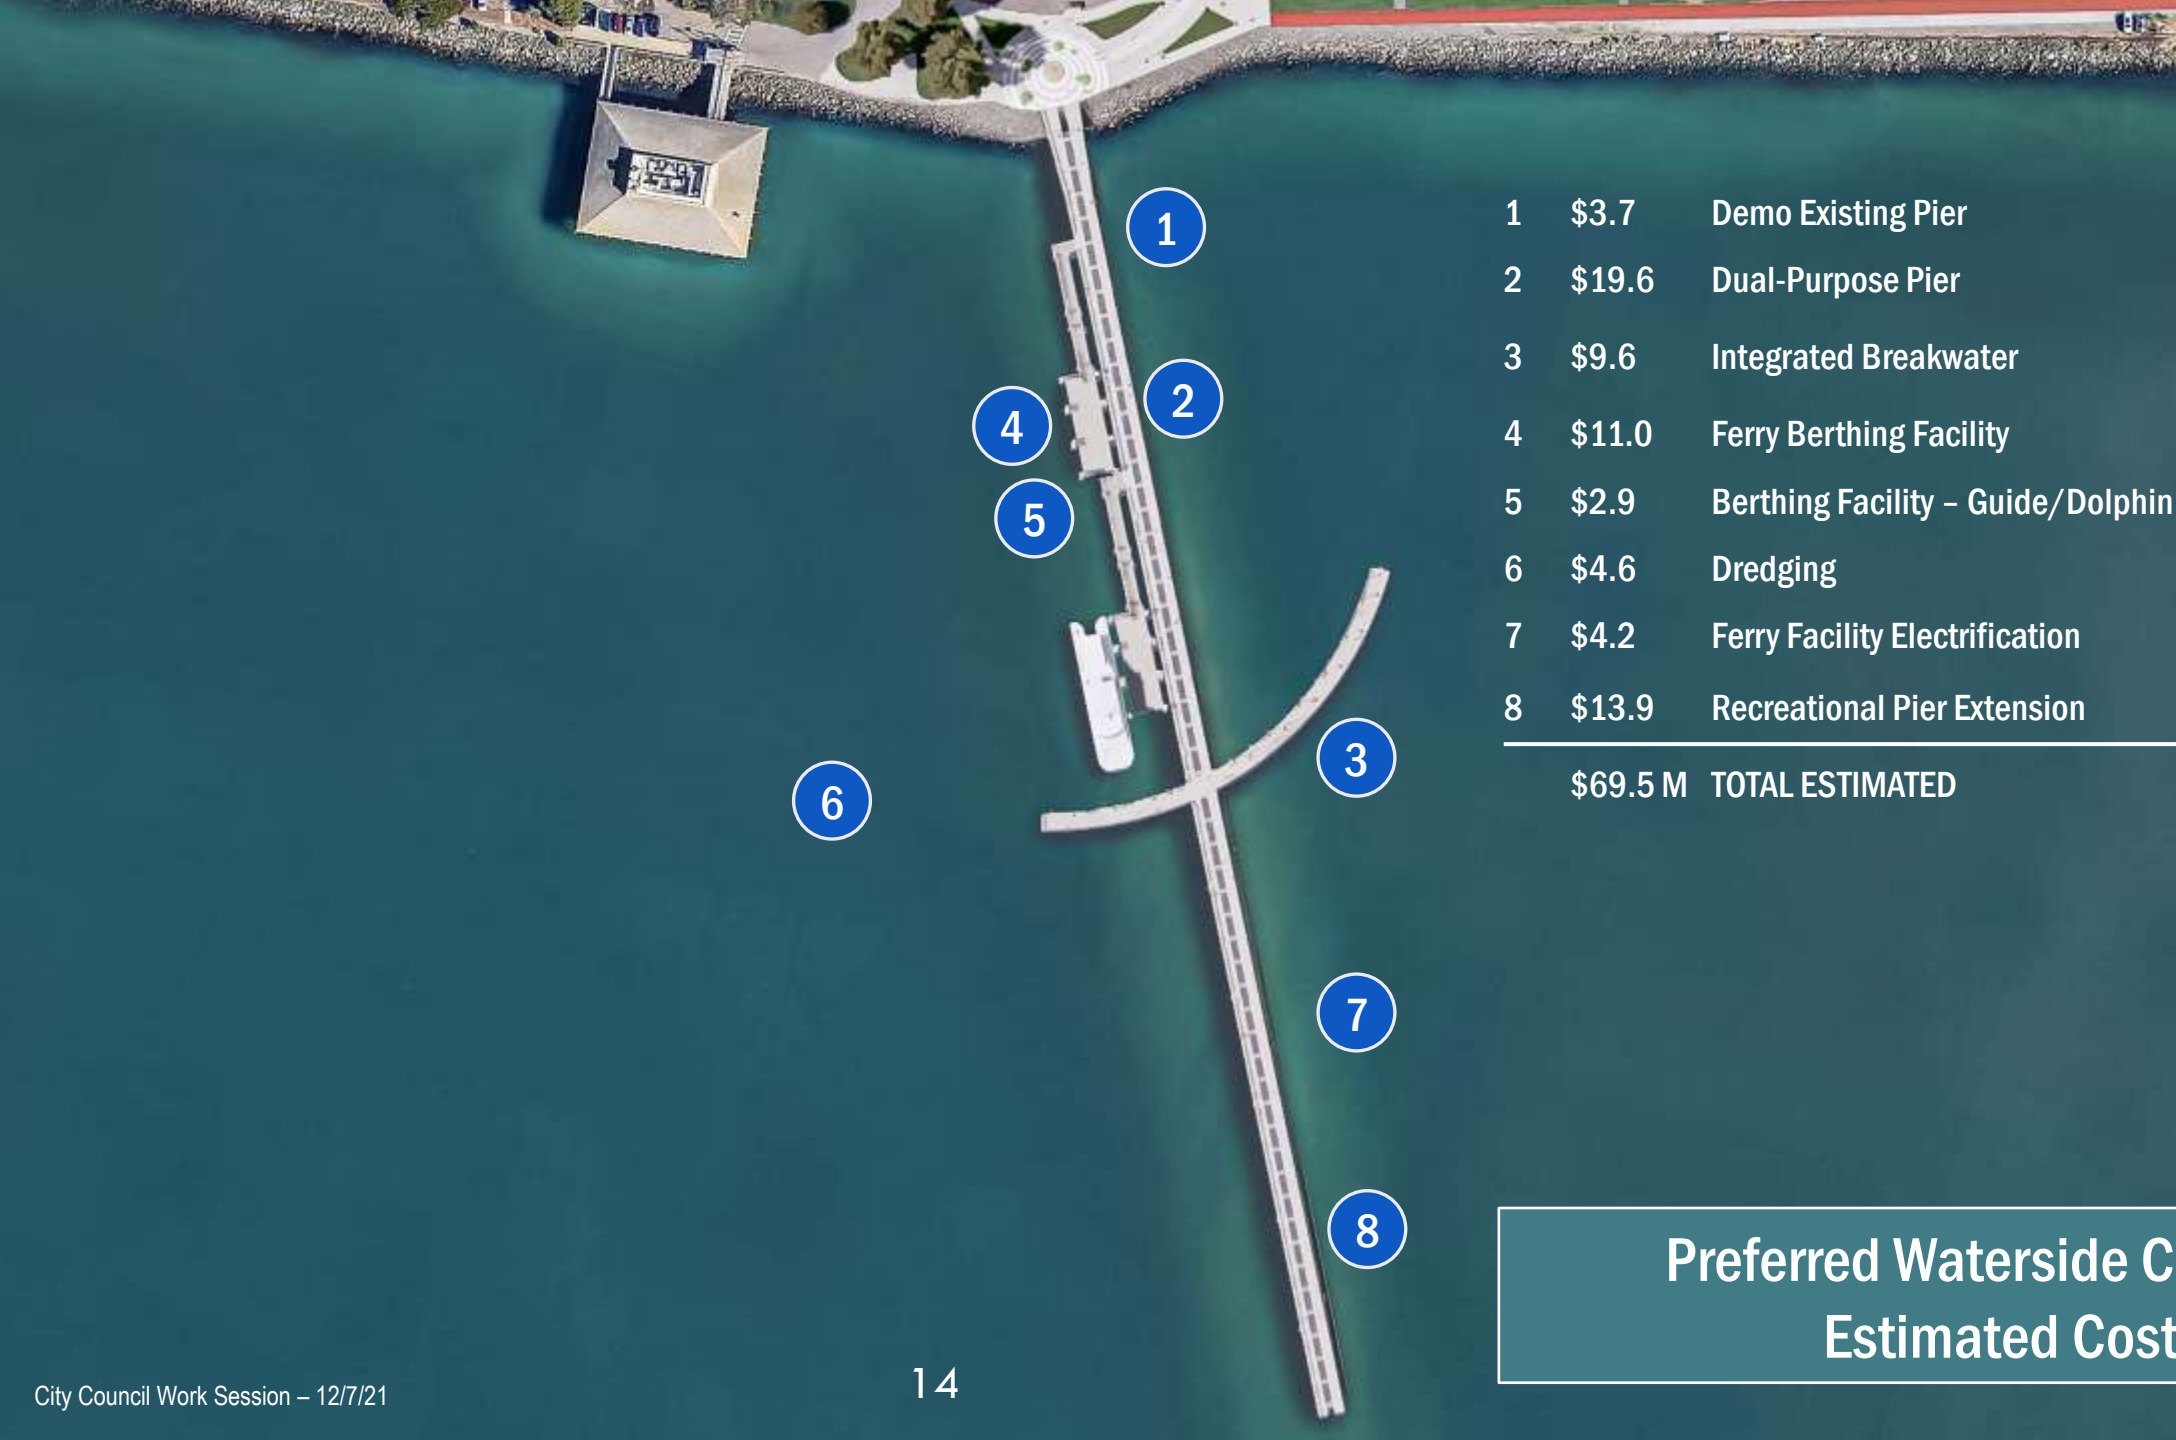 1
2
4
5
3
6
7
8
1 $3.7 Demo Existing Pier
2 $19.6 Dual-Purpose Pier
3 $9.6 Integrated Breakwater
4 $11.0 Ferry Berthing Facility
5 $2.9 Berthing Facility – Guide/Dolphin
6 $4.6 Dredging
7 $4.2 Ferry Facility Electrification
8 $13.9 Recreational Pier Extension
$69.5 M TOTAL ESTIMATED
Preferred Waterside C
Estimated Cost
14
City Council Work Session – 12/7/21